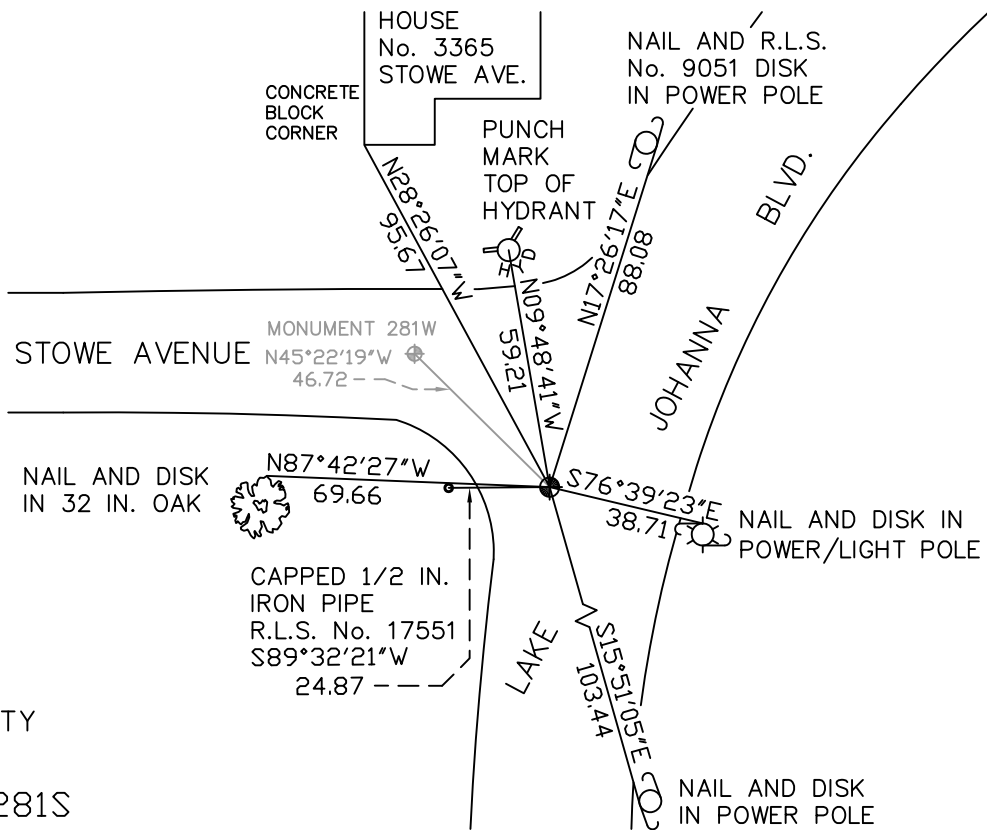 HOUSE
No. 3365
STOWE AVE.
NAIL AND R.L.S.
No. 9051 DISK
IN POWER POLE
CONCRETE
BLOCK
CORNER
PUNCH
MARK
TOP OF
HYDRANT
N28°26'07"W
95.67
HYD
N09°48'41"W
59.21
N17°26'17"E
88.08
BLVD.
JOHANNA
LAKE
STOWE AVENUE
MONUMENT 281W
N45°22'19"W
46.72
NAIL AND DISK
IN 32 IN. OAK
N87°42'27"W
69.66
S76°39'23"E
38.71
NAIL AND DISK IN
POWER/LIGHT POLE
CAPPED 1/2 IN.
IRON PIPE
R.L.S. No. 17551
S89°32'21"W
24.87
S15°51'05"E
103.44
TY
281S
NAIL AND DISK
IN POWER POLE